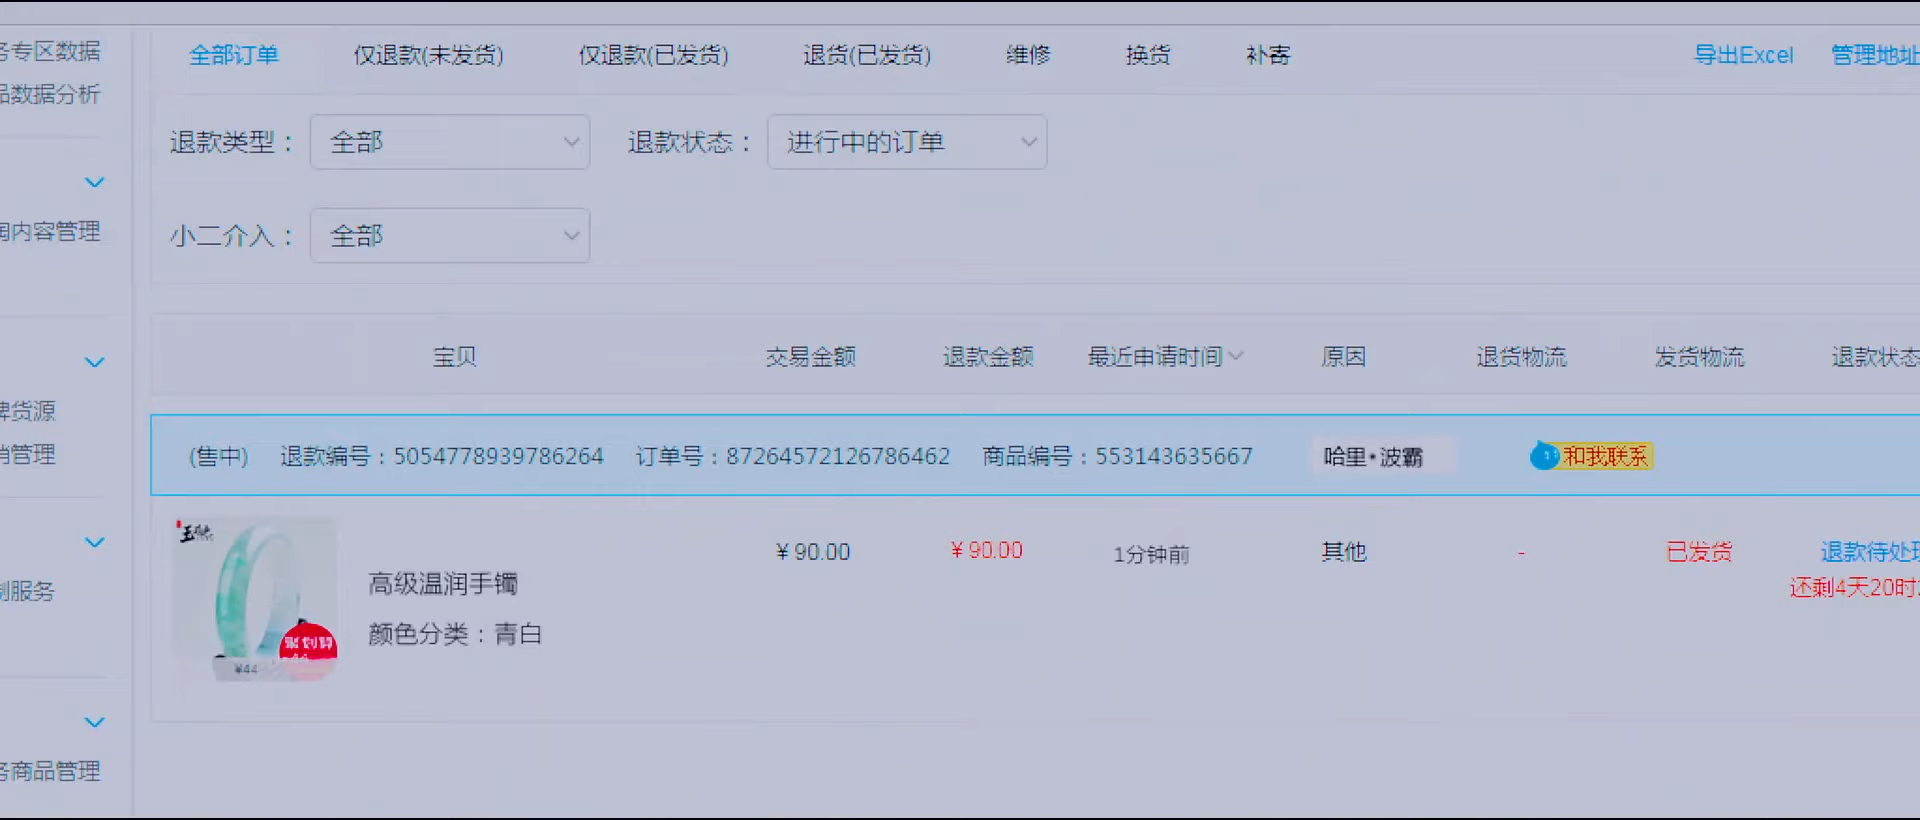 务专区数据
品数据分析
内容管理
牌货源
销管理
制服务
务商品管理
全部订单 仅退款(未发货) 仅退款(已发货) 退货(已发货) 维修 换货 补寄 导出Excel 管理地址
退款类型： 全部 退款状态： 进行中的订单
小二介入： 全部
宝贝 交易金额 退款金额 最近申请时间 原因 退货物流 发货物流 退款状态
(售中) 退款编号：5054778939786264 订单号：87264572126786462 商品编号：553143635667 哈里•波霸 和我联系
高级温润手镯
颜色分类：青白
¥90.00 ¥90.00 1分钟前 其他 - 已发货 退款待处理
还剩4天20时
聚划算
¥44